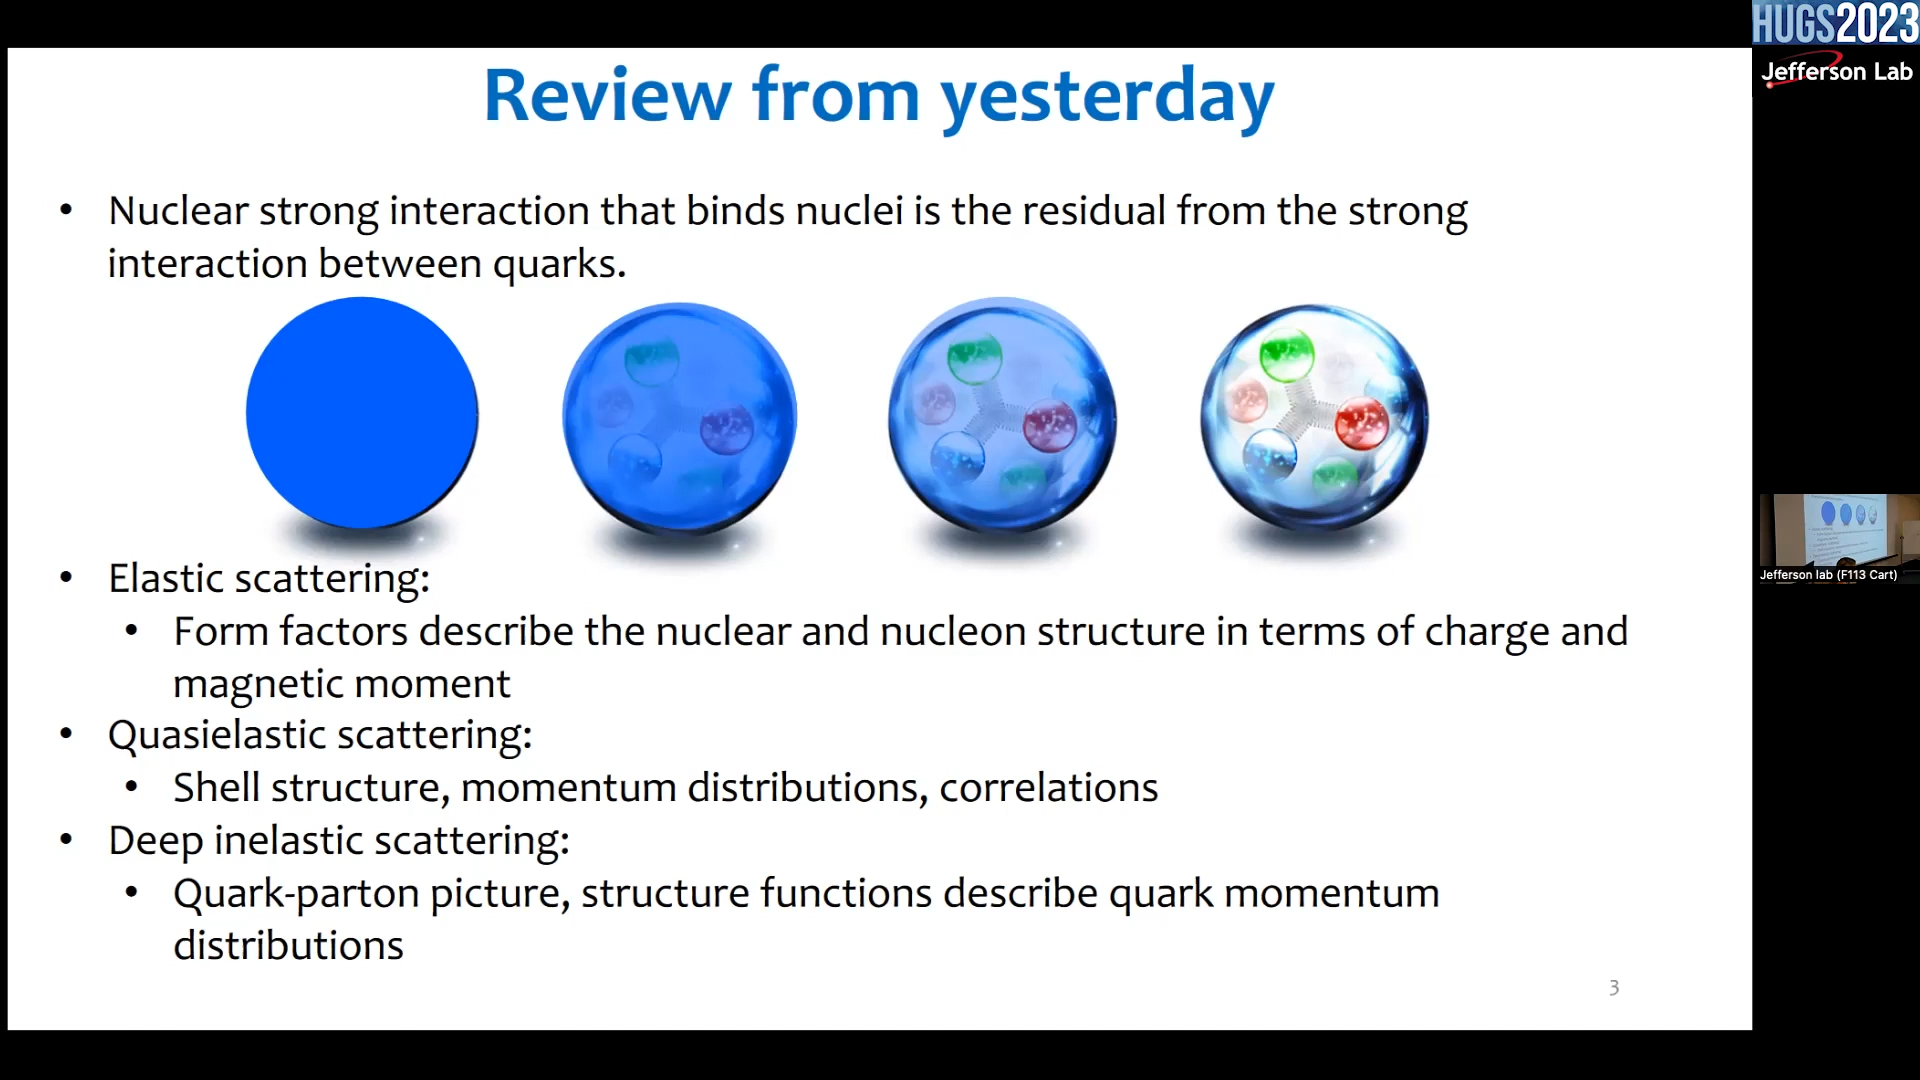 HUGS2023
Jefferson Lab
Review from yesterday
• Nuclear strong interaction that binds nuclei is the residual from the strong
interaction between quarks.
• Elastic scattering:
• Form factors describe the nuclear and nucleon structure in terms of charge and
magnetic moment
• Quasielastic scattering:
• Shell structure, momentum distributions, correlations
• Deep inelastic scattering:
• Quark-parton picture, structure functions describe quark momentum
distributions
3
Jefferson lab (F113 Cart)